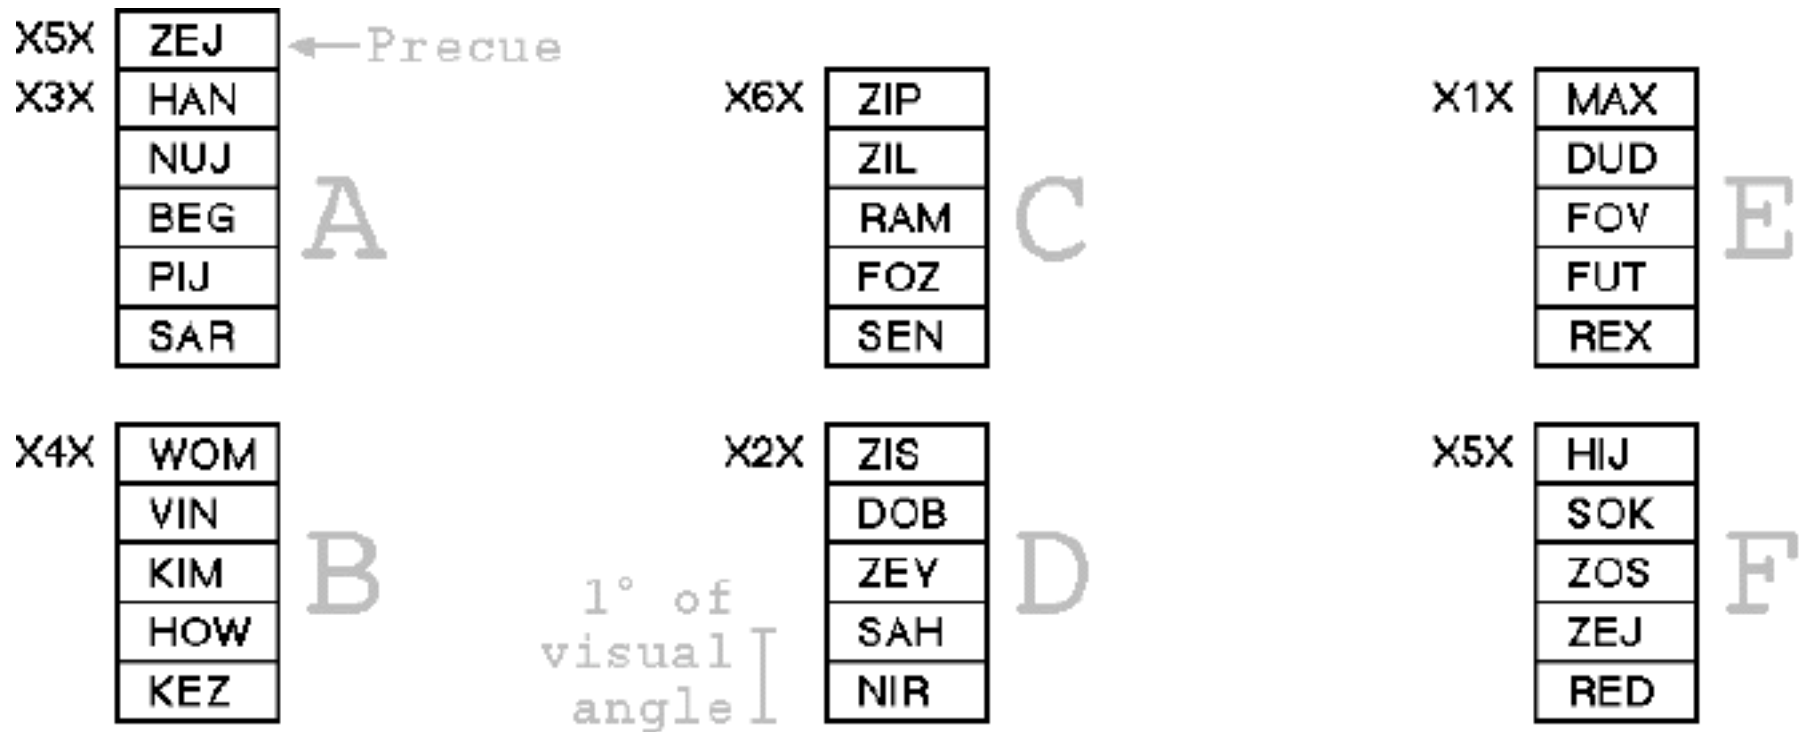 X5X ZEJ Precue
X3X HAN
NUJ
BEG
PIJ
SAR
A
X6X ZIP
ZIL
RAM
FOZ
SEN
C
X1X MAX
DUD
FOV
FUT
REX
E
X4X WOM
VIN
KIM
HOW
KEZ
B
1° of
visual
angle
X2X ZIS
DOB
ZEY
SAH
NIR
D
X5X HIJ
SOK
ZOS
ZEJ
RED
F